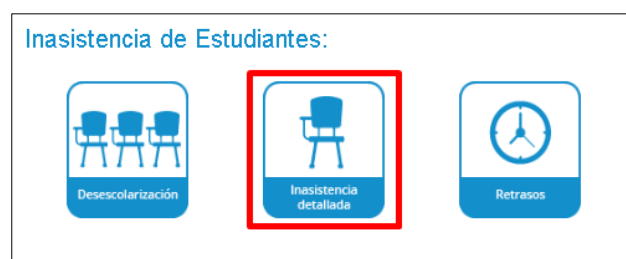 Inasistencia de Estudiantes:
Desescolarización
Inasistencia
detallada
Retrasos